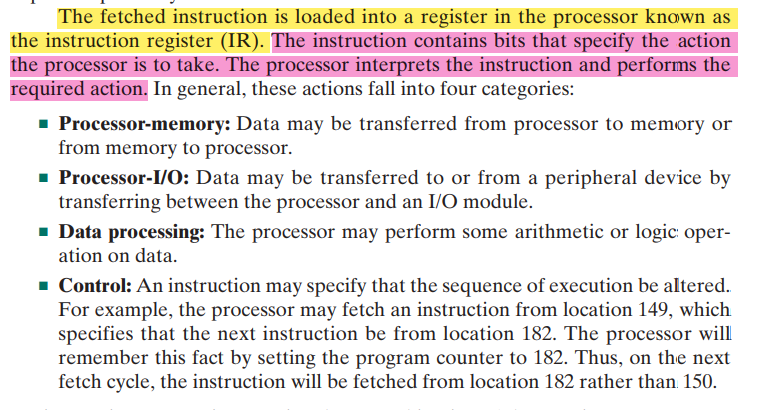 The fetched instruction is loaded into a register in the processor known as
the instruction register (IR). The instruction contains bits that specify the action
the processor is to take. The processor interprets the instruction and performs the
required action. In general, these actions fall into four categories:
■ Processor-memory: Data may be transferred from processor to memory or
from memory to processor.
■ Processor-I/O: Data may be transferred to or from a peripheral device by
transferring between the processor and an I/O module.
■ Data processing: The processor may perform some arithmetic or logic oper-
ation on data.
■ Control: An instruction may specify that the sequence of execution be altered.
For example, the processor may fetch an instruction from location 149, which
specifies that the next instruction be from location 182. The processor will
remember this fact by setting the program counter to 182. Thus, on the next
fetch cycle, the instruction will be fetched from location 182 rather than 150.